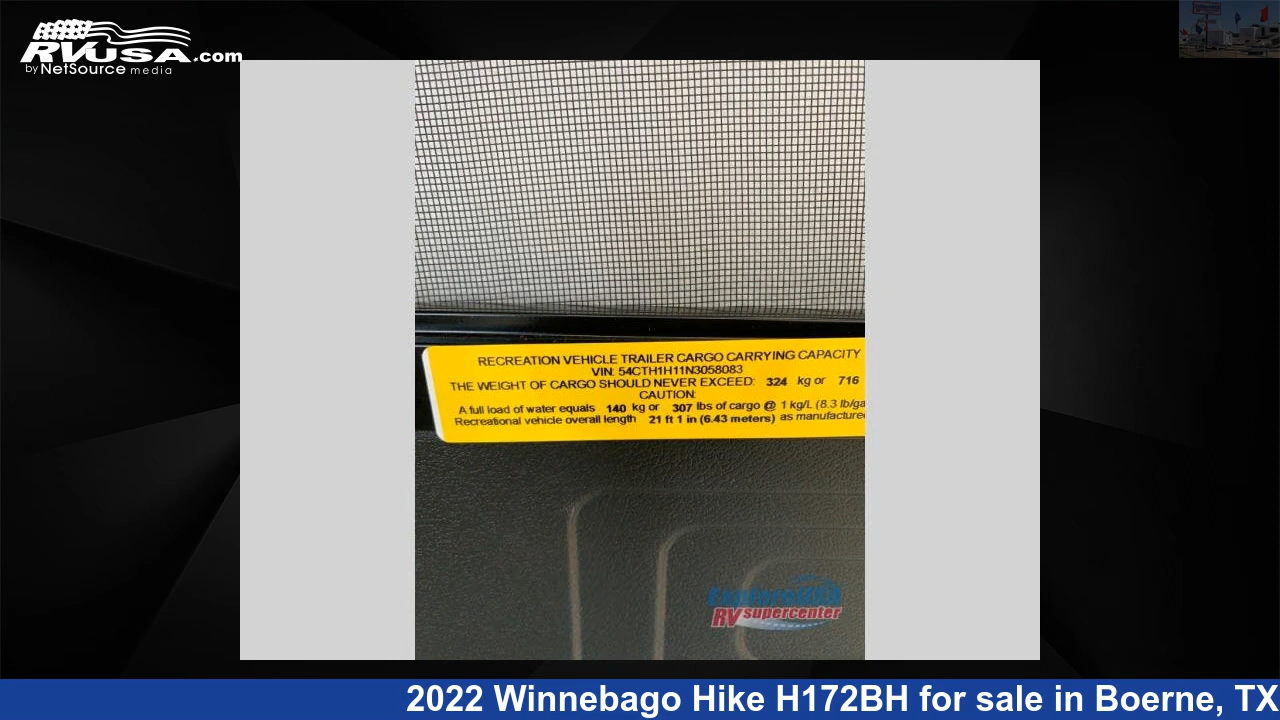 RVUSA.com
by NetSource media
RECREATION VEHICLE TRAILER CARGO CARRYING CAPACITY
VIN: 54CTH1H11N3058083
THE WEIGHT OF CARGO SHOULD NEVER EXCEED: 324 kg or 716
CAUTION:
A full load of water equals 140 kg or 307 lbs of cargo @ 1 kg/L (8.3 lb/ga
Recreational vehicle overall length 21 ft 1 in (6.43 meters) as manufacture
RV supercenter
2022 Winnebago Hike H172BH for sale in Boerne, TX